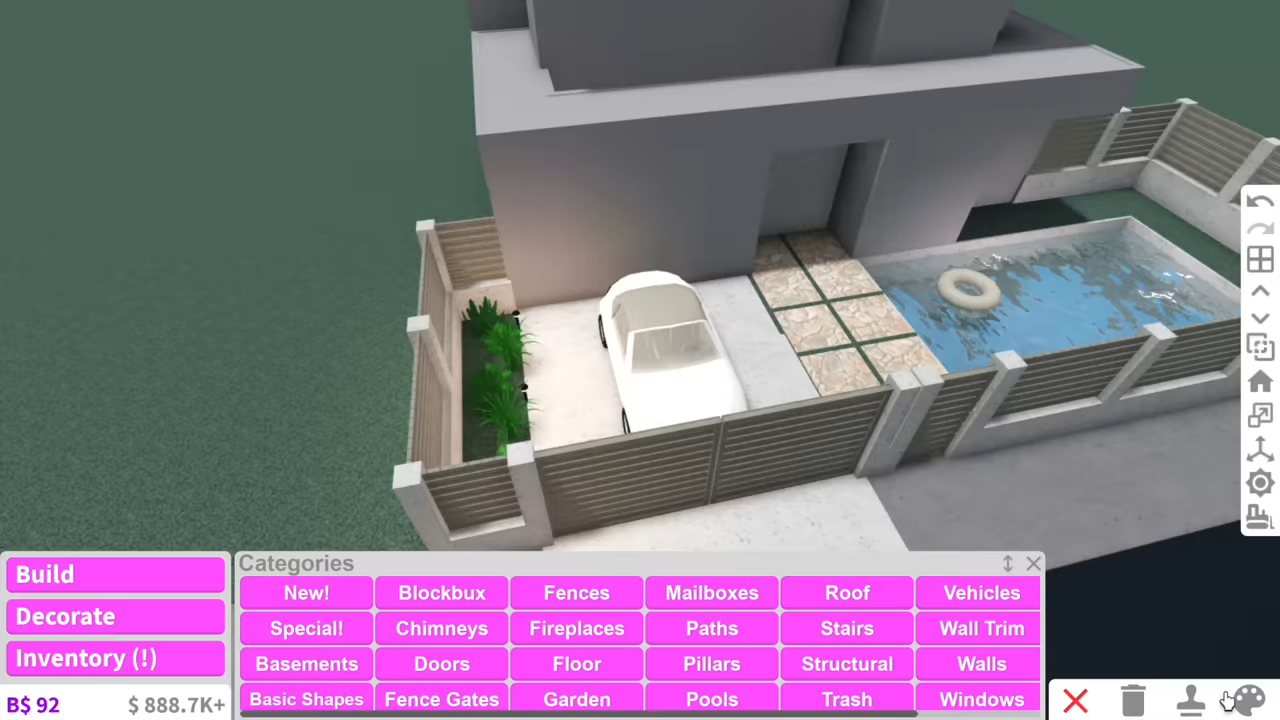 Build
Decorate
Inventory (!)
B$ 92 $ 888.7K+
Categories
New! Blockbux Fences Mailboxes Roof Vehicles
Special! Chimneys Fireplaces Paths Stairs Wall Trim
Basements Doors Floor Pillars Structural Walls
Basic Shapes Fence Gates Garden Pools Trash Windows